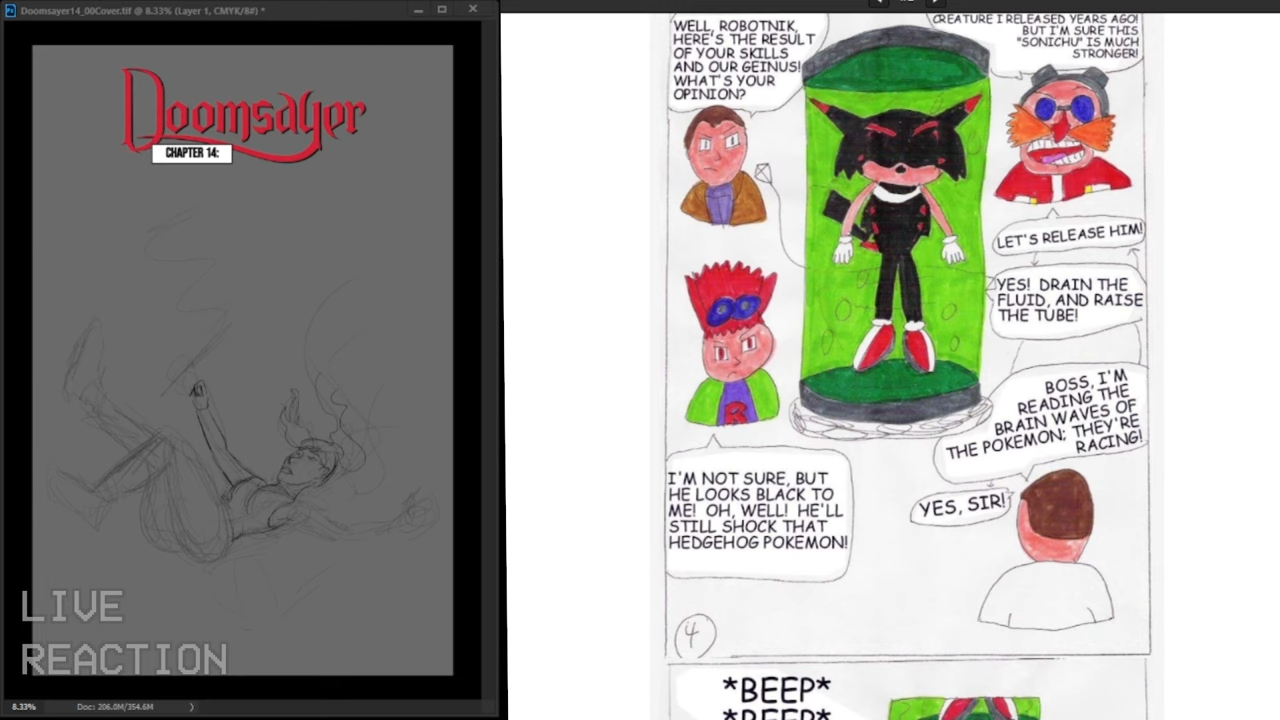 Doomsayer14_00Cover.tif @ 8.33% (Layer 1, CMYK/8#) *
Doomsayer
CHAPTER 14:
LIVE
REACTION
8.33%
Doc: 206.0M/354.6M
WELL, ROBOTNIK,
HERE'S THE RESULT
OF YOUR SKILLS
AND OUR GEINUS!
WHAT'S YOUR
OPINION?
CREATURE I RELEASED YEARS AGO!
BUT I'M SURE THIS
"SONICHU" IS MUCH
STRONGER!
LET'S RELEASE HIM!
YES! DRAIN THE
FLUID, AND RAISE
THE TUBE!
R
BOSS, I'M
READING THE
BRAIN WAVES OF
THE POKEMON; THEY'RE
RACING!
I'M NOT SURE, BUT
HE LOOKS BLACK TO
ME! OH, WELL! HE'LL
STILL SHOCK THAT
HEDGEHOG POKEMON!
YES, SIR!
4
*BEEP*
*BEEP*